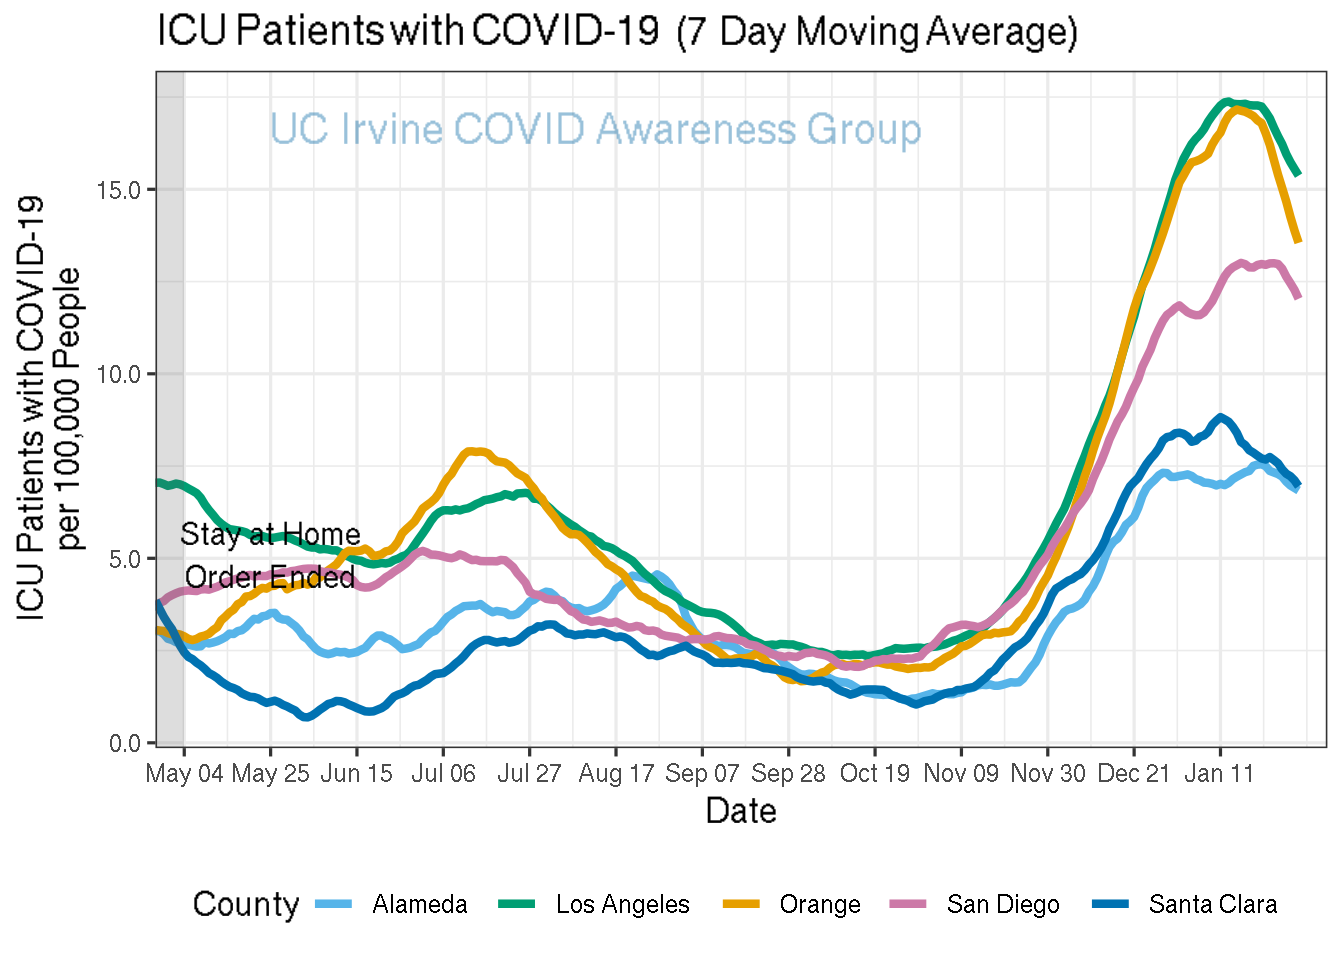 ICU Patients with COVID-19 (7 Day Moving Average)
UC Irvine COVID Awareness Group
ICU Patients with COVID-19
per 100,000 People
15.0
10.0
5.0
0.0
Stay at Home
Order Ended
May 04 May 25 Jun 15 Jul 06 Jul 27 Aug 17 Sep 07 Sep 28 Oct 19 Nov 09 Nov 30 Dec 21 Jan 11
Date
County Alameda Los Angeles Orange San Diego Santa Clara